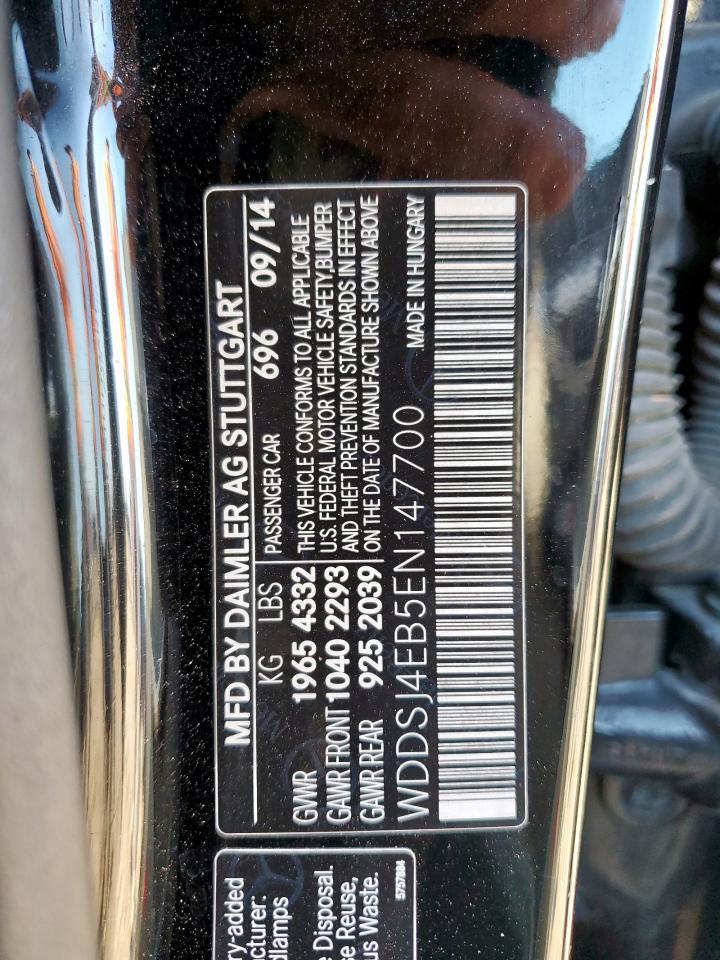 MFD BY DAIMLER AG STUTTGART
KG LBS PASSENGER CAR 696 09/14
GVWR 1965 4332 THIS VEHICLE CONFORMS TO ALL APPLICABLE
GAWR FRONT 1040 2293 U.S. FEDERAL MOTOR VEHICLE SAFETY,BUMPER
AND THEFT PREVENTION STANDARDS IN EFFECT
GAWR REAR 925 2039 ON THE DATE OF MANUFACTURE SHOWN ABOVE
WDDSJ4EB5EN147700 MADE IN HUNGARY
ry-added
cturer:
dlamps
e Disposal.
se Reuse,
us Waste.
5757884